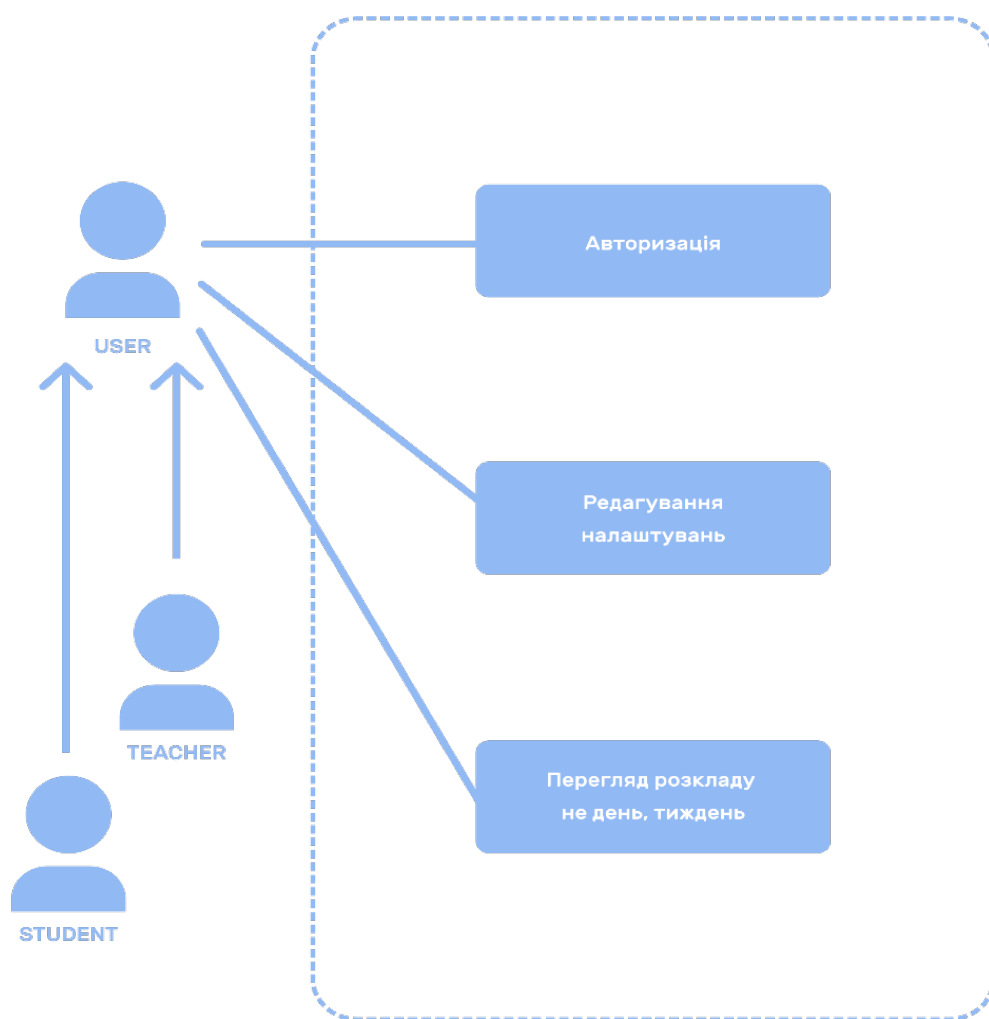 Авторизація
USER
Редагування
налаштувань
TEACHER
Перегляд розкладу
не день, тиждень
STUDENT